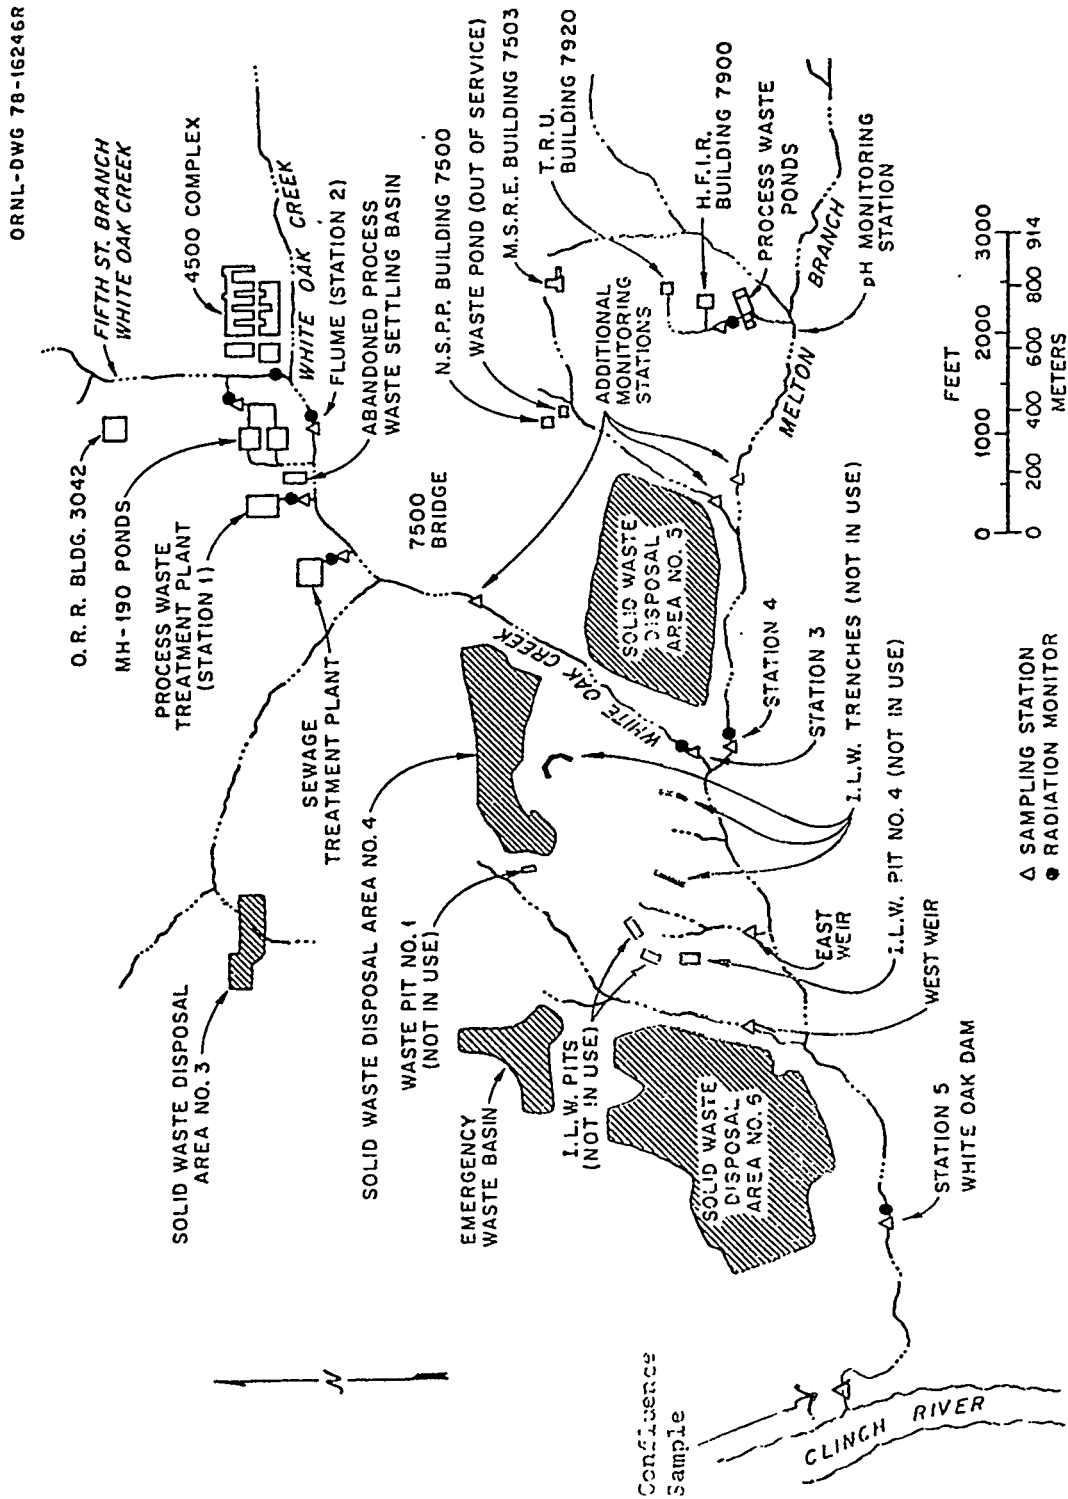 ORNL-DWG 78-16246R
FIFTH ST. BRANCH
WHITE OAK CREEK
4500 COMPLEX
WHITE OAK CREEK
FLUME (STATION 2)
ABANDONED PROCESS
WASTE SETTLING BASIN
N.S.P.P. BUILDING 7500
WASTE POND (OUT OF SERVICE)
M.S.R.E. BUILDING 7503
T.R.U.
BUILDING 7920
H.F.I.R.
BUILDING 7900
PROCESS WASTE
PONDS
pH MONITORING
STATION
MELTON BRANCH
ADDITIONAL
MONITORING
STATIONS
7500
BRIDGE
O.R.R. BLDG. 3042
MH-190 PONDS
PROCESS WASTE
TREATMENT PLANT
(STATION 1)
SEWAGE
TREATMENT PLANT
SOLID WASTE
DISPOSAL
AREA NO. 5
WHITE OAK CREEK
STATION 4
STATION 3
I.L.W. TRENCHES (NOT IN USE)
I.L.W. PIT NO. 4 (NOT IN USE)
SOLID WASTE DISPOSAL AREA NO. 4
WASTE PIT NO. 1
(NOT IN USE)
SOLID WASTE DISPOSAL
AREA NO. 3
EMERGENCY
WASTE BASIN
I.L.W. PITS
(NOT IN USE)
EAST
WEIR
WEST WEIR
SOLID WASTE
DISPOSAL
AREA NO. 6
STATION 5
WHITE OAK DAM
N
Confluence
Sample
CLINCH RIVER
FEET
0 1000 2000 3000
0 200 400 600 800 914
METERS
△ SAMPLING STATION
● RADIATION MONITOR